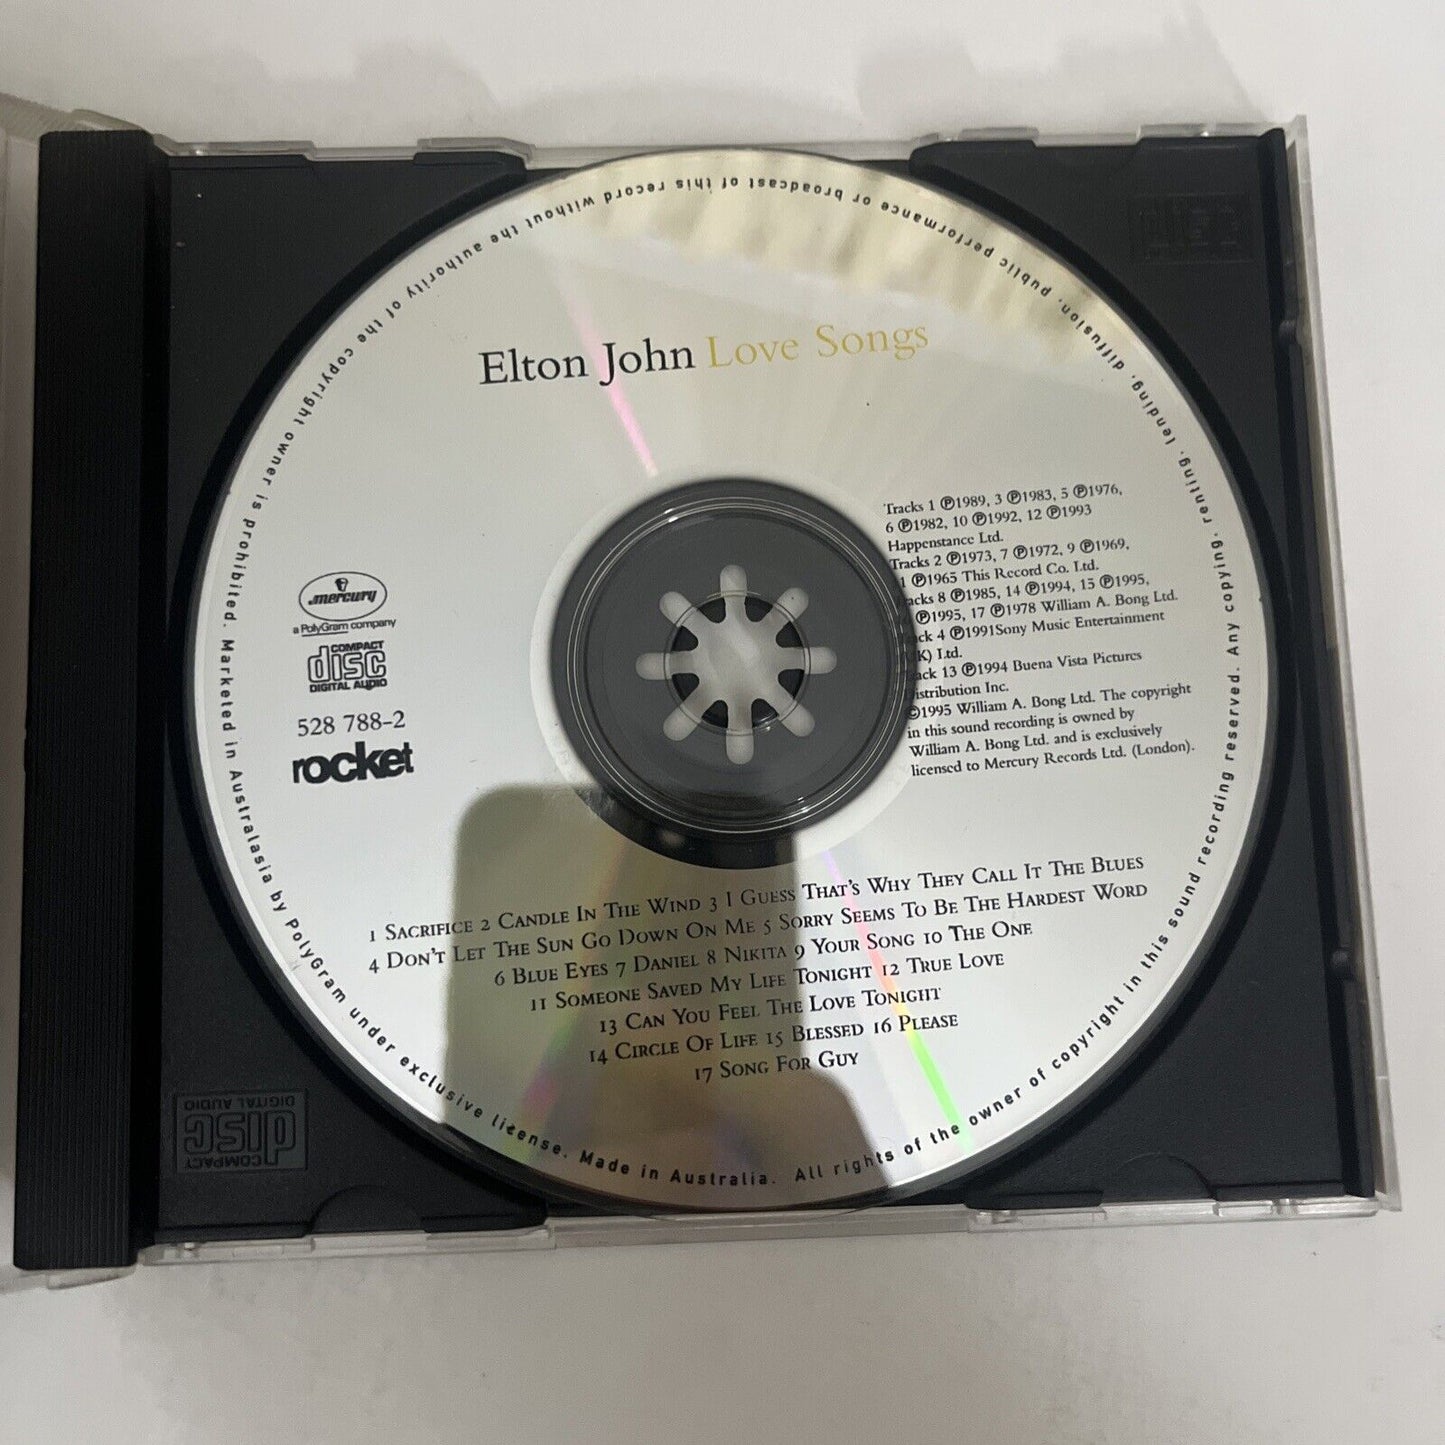 Elton John Love Songs
mercury
a PolyGram company
COMPACT
disc
DIGITAL AUDIO
528 788-2
rocket
Tracks 1 ℗1989, 3 ℗1983, 5 ℗1976,
6 ℗1982, 10 ℗1992, 12 ℗1993
Happenstance Ltd.
Tracks 2 ℗1973, 7 ℗1972, 9 ℗1969,
1 ℗1965 This Record Co. Ltd.
acks 8 ℗1985, 14 ℗1994, 15 ℗1995,
℗1995, 17 ℗1978 William A. Bong Ltd.
ck 4 ℗1991Sony Music Entertainment
K) Ltd.
ack 13 ℗1994 Buena Vista Pictures
istribution Inc.
©1995 William A. Bong Ltd. The copyright
in this sound recording is owned by
William A. Bong Ltd. and is exclusively
licensed to Mercury Records Ltd. (London).
1 SACRIFICE 2 CANDLE IN THE WIND 3 I GUESS THAT'S WHY THEY CALL IT THE BLUES
4 DON'T LET THE SUN GO DOWN ON ME 5 SORRY SEEMS TO BE THE HARDEST WORD
6 BLUE EYES 7 DANIEL 8 NIKITA 9 YOUR SONG 10 THE ONE
11 SOMEONE SAVED MY LIFE TONIGHT 12 TRUE LOVE
13 CAN YOU FEEL THE LOVE TONIGHT
14 CIRCLE OF LIFE 15 BLESSED 16 PLEASE
17 SONG FOR GUY
Marketed in Australasia by PolyGram under exclusive license. Made in Australia. All rights of the owner of copyright in this sound recording reserved. Any copying, renting, lending, diffusion, public performance or broadcast of this record without the authority of the copyright owner is prohibited.
COMPACT
disc
DIGITAL AUDIO